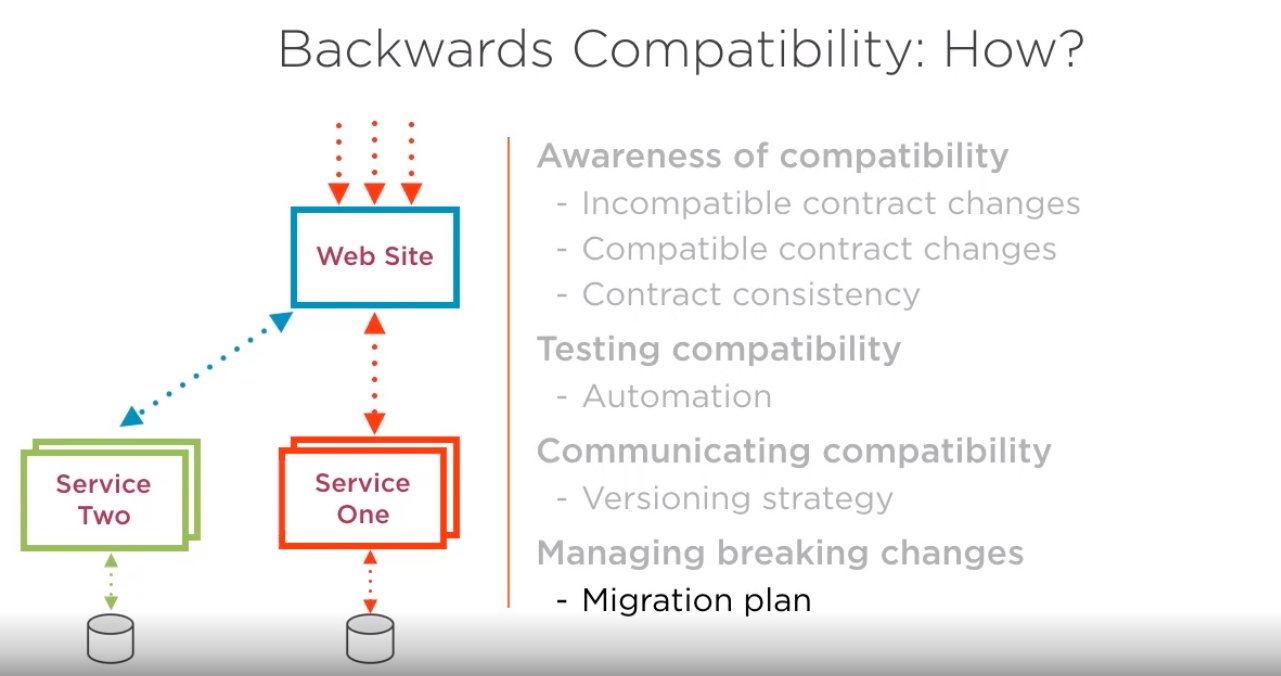 Backwards Compatibility: How?
Web Site
Service
Two
Service
One
Awareness of compatibility
- Incompatible contract changes
- Compatible contract changes
- Contract consistency
Testing compatibility
- Automation
Communicating compatibility
- Versioning strategy
Managing breaking changes
- Migration plan